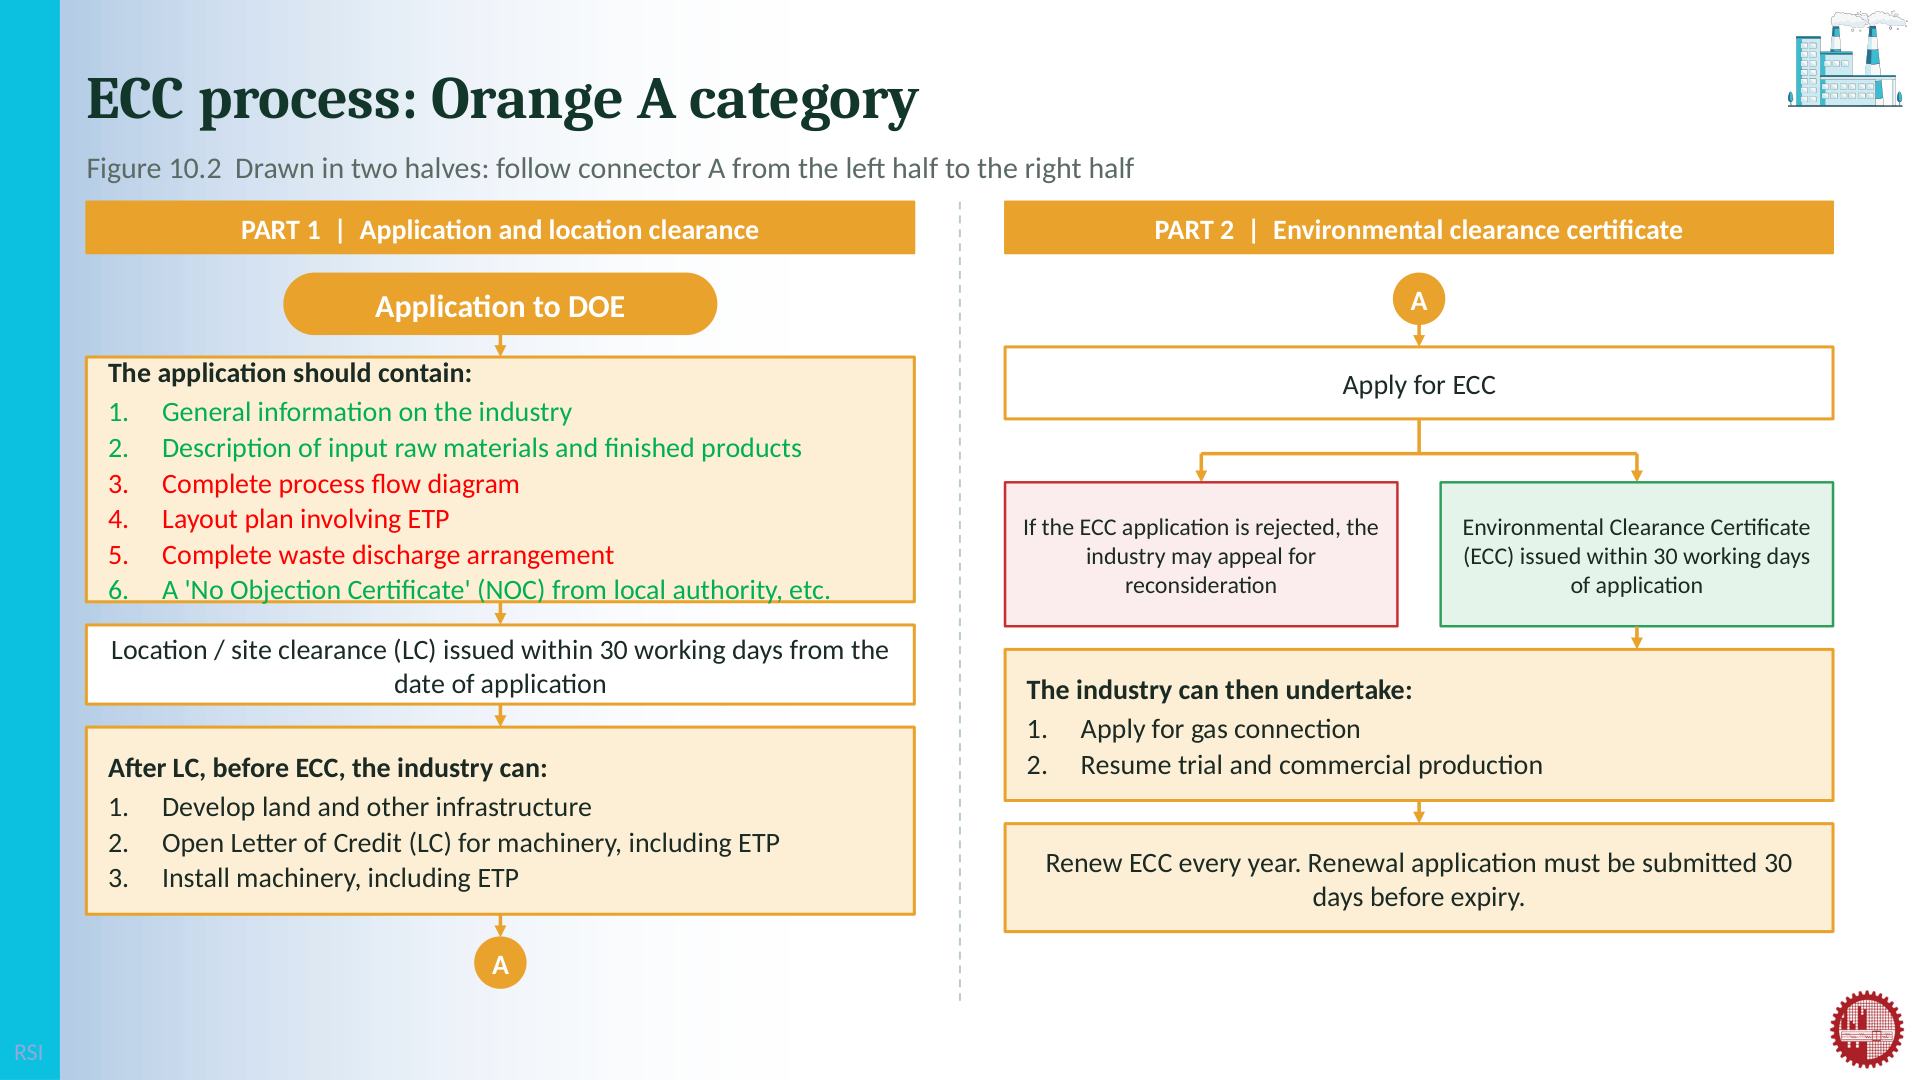 ECC process: Orange A category
Figure 10.2  Drawn in two halves: follow connector A from the left half to the right half
PART 1 | Application and location clearance
Application to DOE
The application should contain:
1. General information on the industry
2. Description of input raw materials and finished products
3. Complete process flow diagram
4. Layout plan involving ETP
5. Complete waste discharge arrangement
6. A 'No Objection Certificate' (NOC) from local authority, etc.
Location / site clearance (LC) issued within 30 working days from the
date of application
After LC, before ECC, the industry can:
1. Develop land and other infrastructure
2. Open Letter of Credit (LC) for machinery, including ETP
3. Install machinery, including ETP
A
PART 2 | Environmental clearance certificate
A
Apply for ECC
If the ECC application is rejected, the
industry may appeal for
reconsideration
Environmental Clearance Certificate
(ECC) issued within 30 working days
of application
The industry can then undertake:
1. Apply for gas connection
2. Resume trial and commercial production
Renew ECC every year. Renewal application must be submitted 30
days before expiry.
RSI